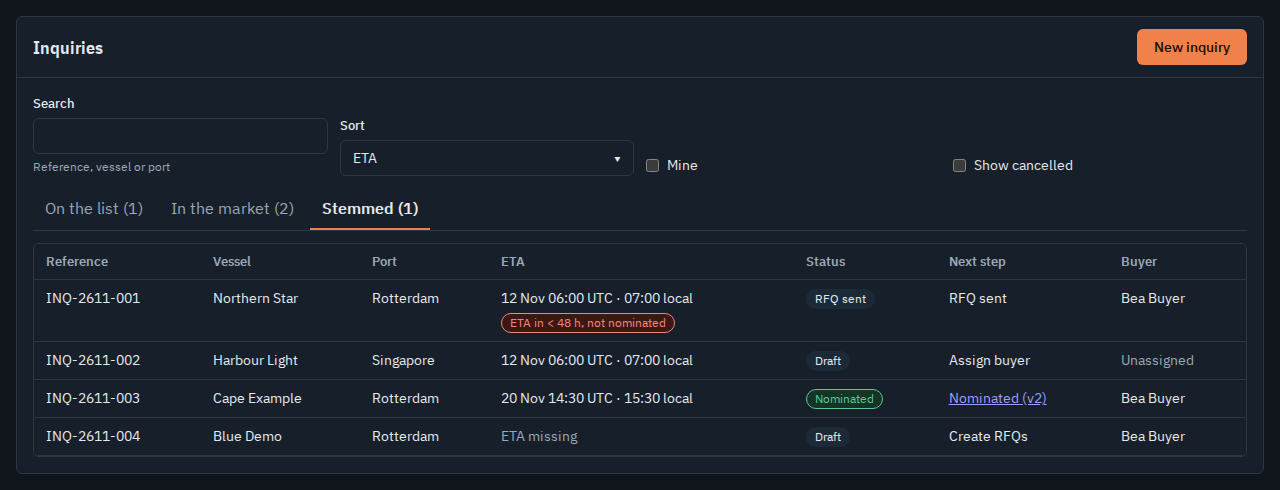 Inquiries
New inquiry
Search
Reference, vessel or port
Sort
ETA
Mine
Show cancelled
On the list (1) In the market (2) Stemmed (1)
Reference Vessel Port ETA Status Next step Buyer
INQ-2611-001 Northern Star Rotterdam 12 Nov 06:00 UTC · 07:00 local RFQ sent RFQ sent Bea Buyer
ETA in < 48 h, not nominated
INQ-2611-002 Harbour Light Singapore 12 Nov 06:00 UTC · 07:00 local Draft Assign buyer Unassigned
INQ-2611-003 Cape Example Rotterdam 20 Nov 14:30 UTC · 15:30 local Nominated Nominated (v2) Bea Buyer
INQ-2611-004 Blue Demo Rotterdam ETA missing Draft Create RFQs Bea Buyer